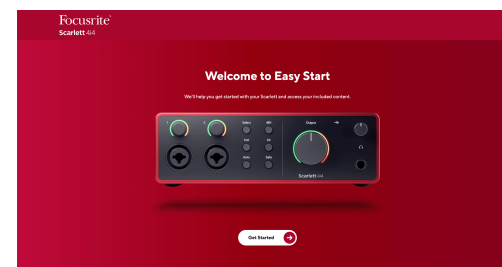 Focusrite
Scarlett 4i4
Welcome to Easy Start
We'll help you get started with your Scarlett and access your included content.
1
2
Select
48V
Output
Inst
Air
Auto
Safe
Scarlett 4i4
Get Started